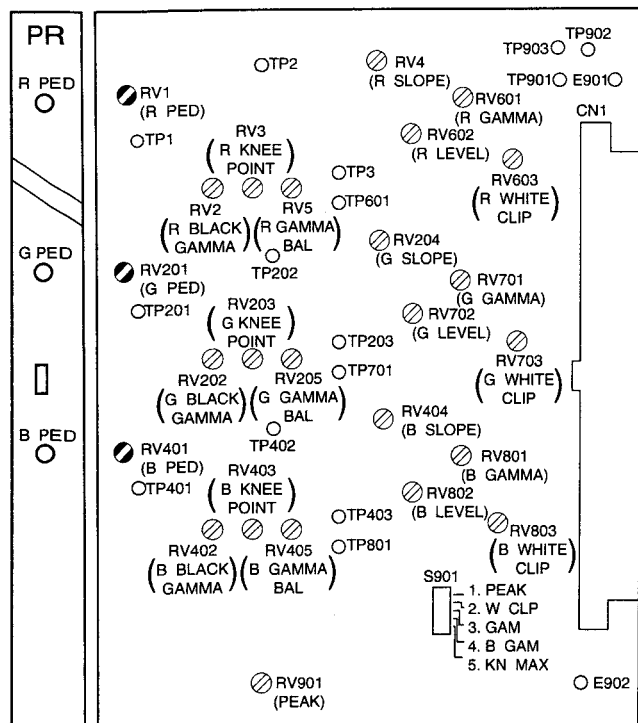 PR
R PED
G PED
B PED
TP2
RV4
(R SLOPE)
TP903
TP902
TP901
E901
CN1
RV1
(R PED)
TP1
RV601
(R GAMMA)
RV602
(R LEVEL)
RV3
(R KNEE
POINT)
TP3
RV603
(R WHITE
CLIP)
RV2
(R BLACK
GAMMA)
RV5
(R GAMMA
BAL)
TP601
TP202
RV204
(G SLOPE)
RV201
(G PED)
TP201
RV701
(G GAMMA)
RV702
(G LEVEL)
RV203
(G KNEE
POINT)
TP203
RV703
(G WHITE
CLIP)
RV202
(G BLACK
GAMMA)
RV205
(G GAMMA
BAL)
TP701
TP402
RV404
(B SLOPE)
RV401
(B PED)
TP401
RV801
(B GAMMA)
RV802
(B LEVEL)
RV403
(B KNEE
POINT)
TP403
RV803
(B WHITE
CLIP)
RV402
(B BLACK
GAMMA)
RV405
(B GAMMA
BAL)
TP801
S901
1. PEAK
2. W CLP
3. GAM
4. B GAM
5. KN MAX
RV901
(PEAK)
E902